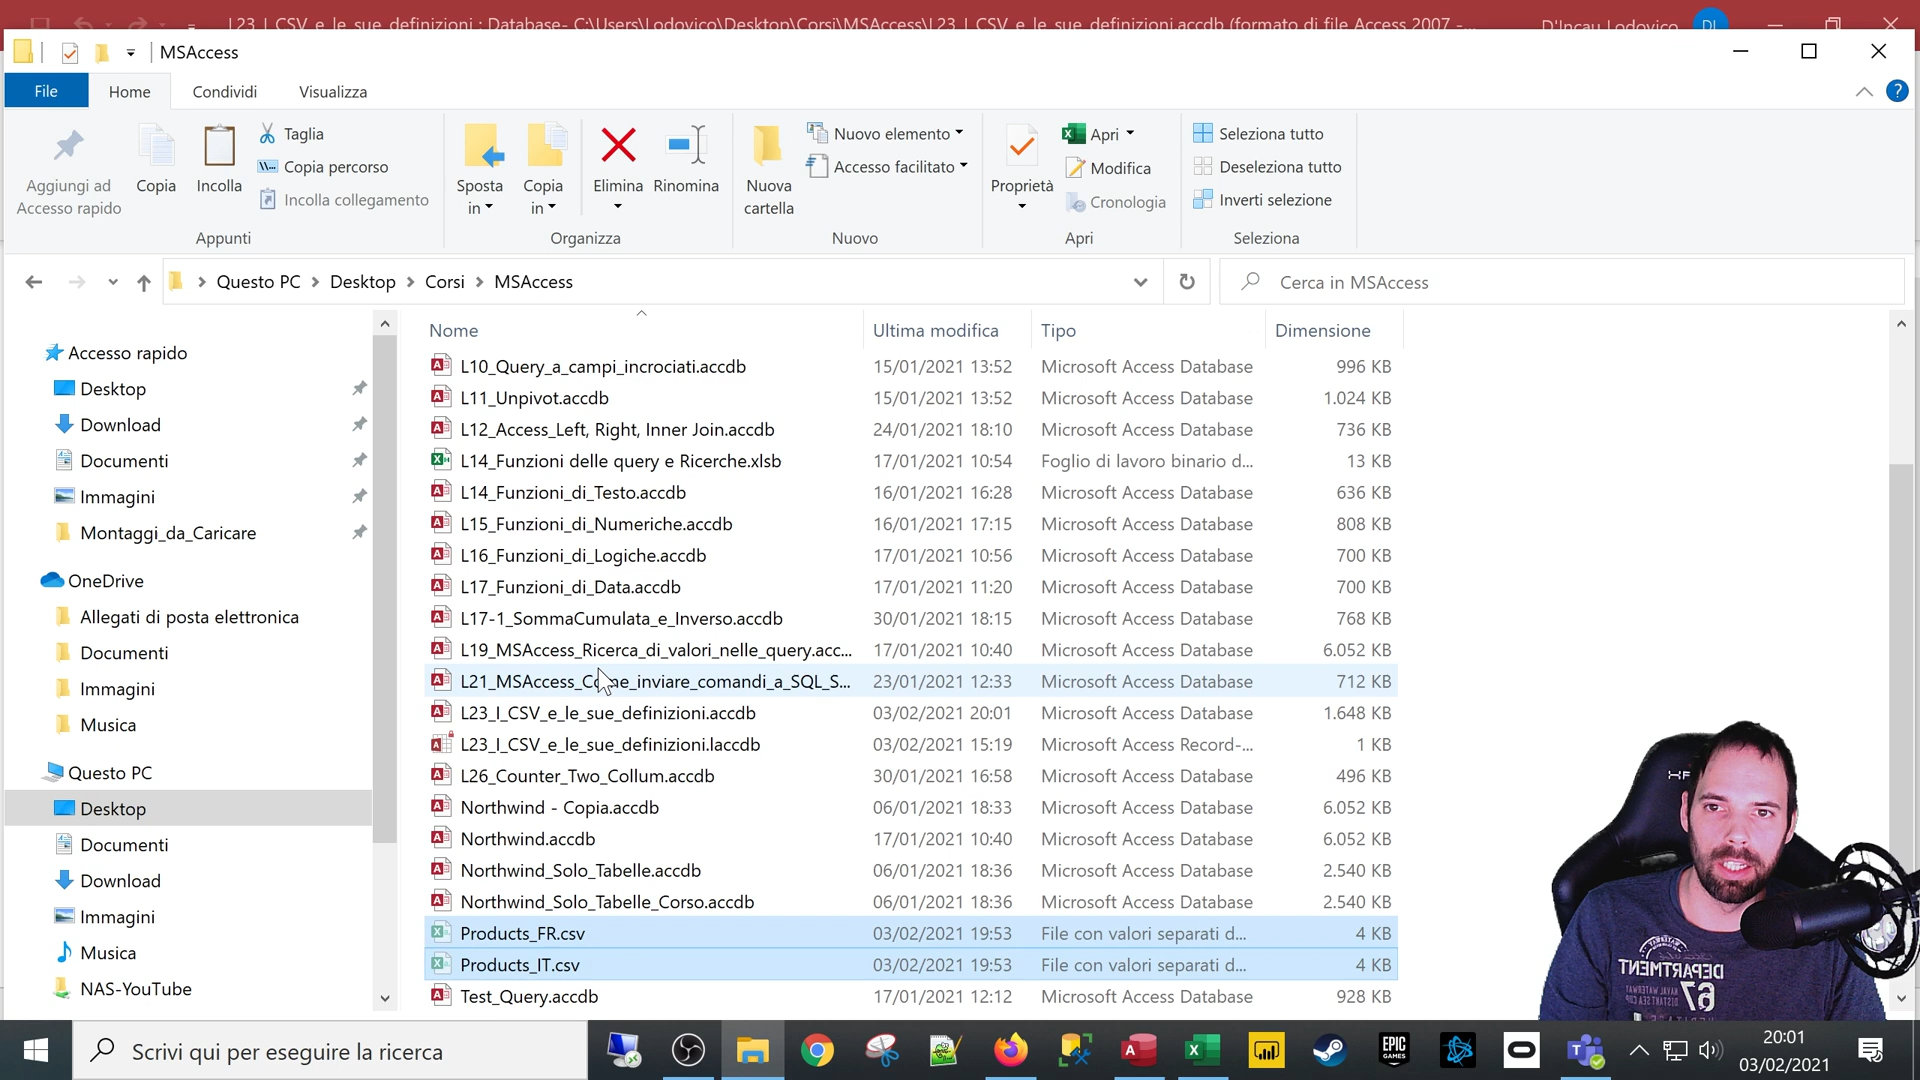 L23_I_CSV_e_le_sue_definizioni : Database- C:\Users\Lodovico\Desktop\Corsi\MSAccess\L23_I_CSV_e_le_sue_definizioni.accdb (formato di file Access 2007 -... D'Incau Lodovico DL
MSAccess
File Home Condividi Visualizza ?
Aggiungi ad Accesso rapido
Copia
Incolla
Taglia
Copia percorso
Incolla collegamento
Appunti
Sposta in
Copia in
Elimina
Rinomina
Organizza
Nuova cartella
Nuovo elemento
Accesso facilitato
Nuovo
Proprietà
Apri
Modifica
Cronologia
Apri
Seleziona tutto
Deseleziona tutto
Inverti selezione
Seleziona
Questo PC > Desktop > Corsi > MSAccess
Cerca in MSAccess
Accesso rapido
Desktop
Download
Documenti
Immagini
Montaggi_da_Caricare
OneDrive
Allegati di posta elettronica
Documenti
Immagini
Musica
Questo PC
Desktop
Documenti
Download
Immagini
Musica
NAS-YouTube
Nome Ultima modifica Tipo Dimensione
L10_Query_a_campi_incrociati.accdb 15/01/2021 13:52 Microsoft Access Database 996 KB
L11_Unpivot.accdb 15/01/2021 13:52 Microsoft Access Database 1.024 KB
L12_Access_Left, Right, Inner Join.accdb 24/01/2021 18:10 Microsoft Access Database 736 KB
L14_Funzioni delle query e Ricerche.xlsb 17/01/2021 10:54 Foglio di lavoro binario d... 13 KB
L14_Funzioni_di_Testo.accdb 16/01/2021 16:28 Microsoft Access Database 636 KB
L15_Funzioni_di_Numeriche.accdb 16/01/2021 17:15 Microsoft Access Database 808 KB
L16_Funzioni_di_Logiche.accdb 17/01/2021 10:56 Microsoft Access Database 700 KB
L17_Funzioni_di_Data.accdb 17/01/2021 11:20 Microsoft Access Database 700 KB
L17-1_SommaCumulata_e_Inverso.accdb 30/01/2021 18:15 Microsoft Access Database 768 KB
L19_MSAccess_Ricerca_di_valori_nelle_query.acc... 17/01/2021 10:40 Microsoft Access Database 6.052 KB
L21_MSAccess_Come_inviare_comandi_a_SQL_S... 23/01/2021 12:33 Microsoft Access Database 712 KB
L23_I_CSV_e_le_sue_definizioni.accdb 03/02/2021 20:01 Microsoft Access Database 1.648 KB
L23_I_CSV_e_le_sue_definizioni.laccdb 03/02/2021 15:19 Microsoft Access Record-... 1 KB
L26_Counter_Two_Collum.accdb 30/01/2021 16:58 Microsoft Access Database 496 KB
Northwind - Copia.accdb 06/01/2021 18:33 Microsoft Access Database 6.052 KB
Northwind.accdb 17/01/2021 10:40 Microsoft Access Database 6.052 KB
Northwind_Solo_Tabelle.accdb 06/01/2021 18:36 Microsoft Access Database 2.540 KB
Northwind_Solo_Tabelle_Corso.accdb 06/01/2021 18:36 Microsoft Access Database 2.540 KB
Products_FR.csv 03/02/2021 19:53 File con valori separati d... 4 KB
Products_IT.csv 03/02/2021 19:53 File con valori separati d... 4 KB
Test_Query.accdb 17/01/2021 12:12 Microsoft Access Database 928 KB
DEPARTMENT
67
Scrivi qui per eseguire la ricerca
EPIC
GAMES
20:01
03/02/2021